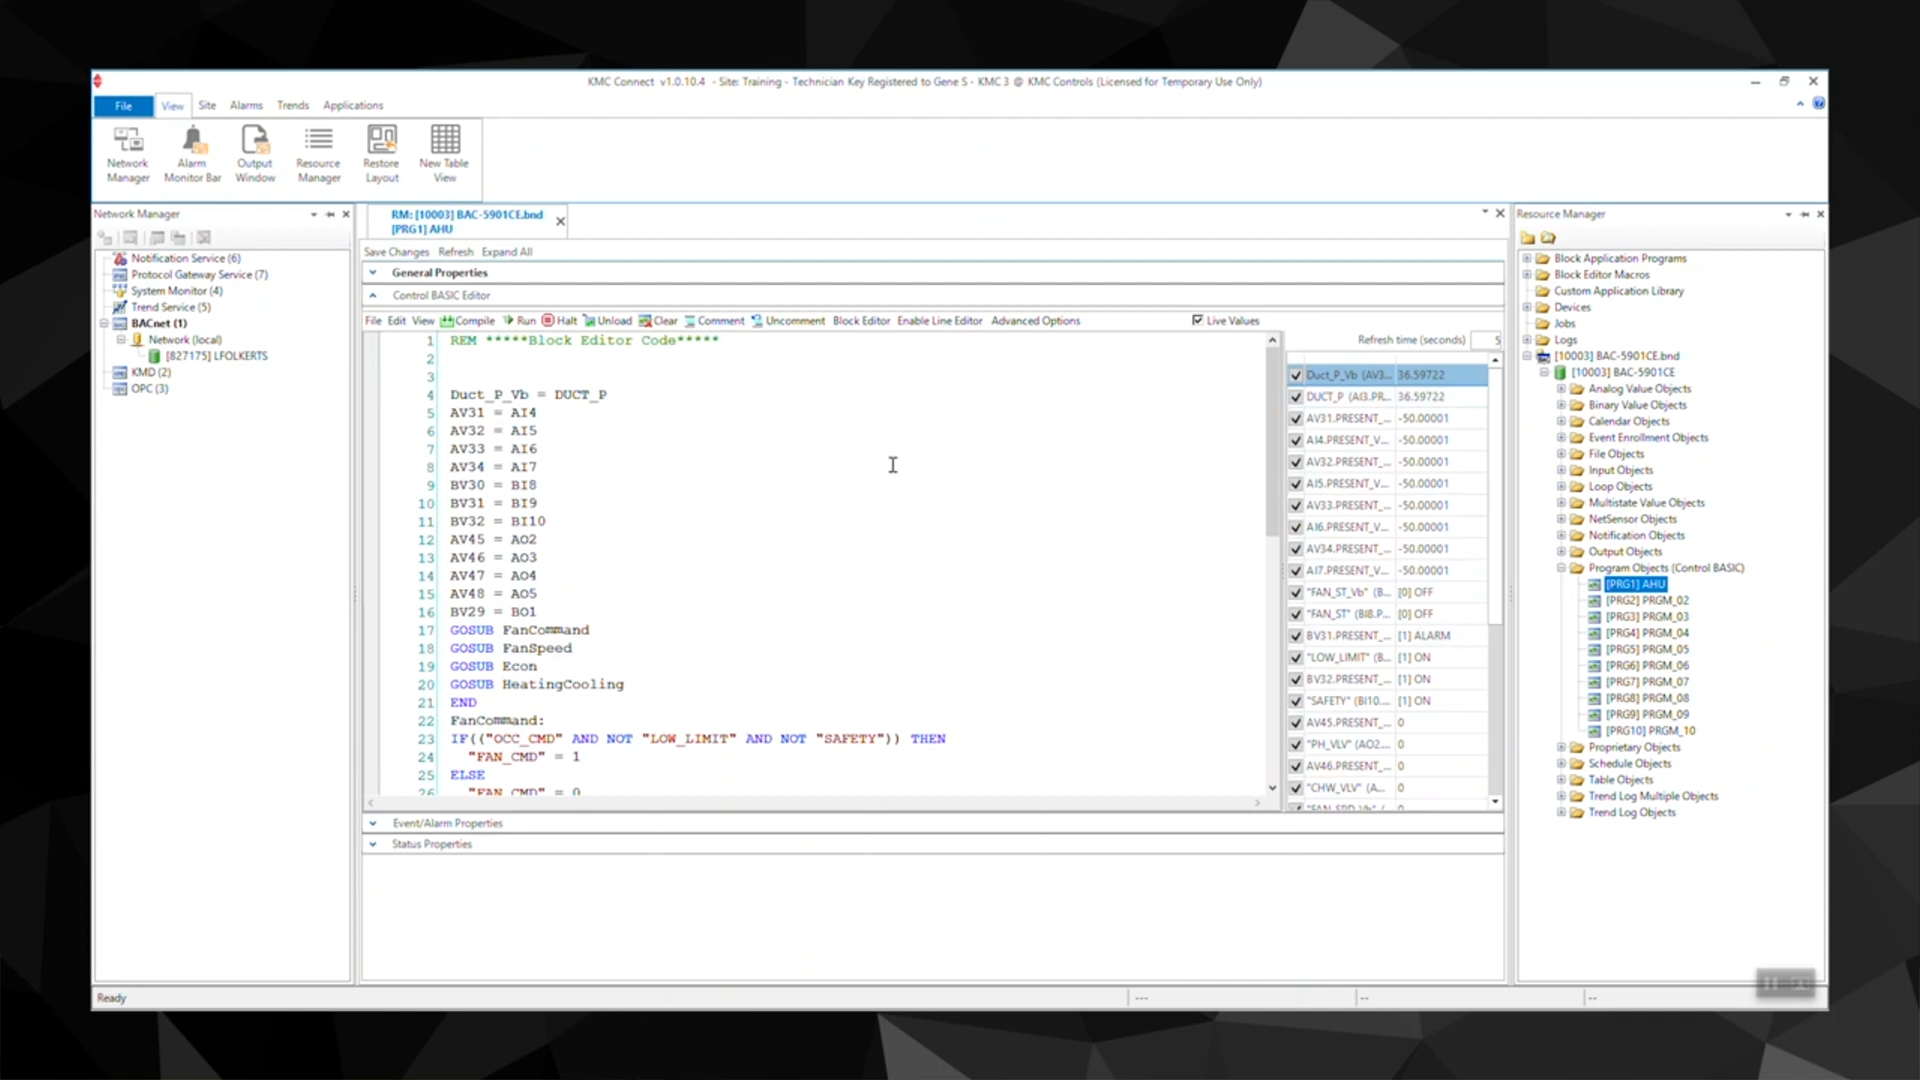 KMC Connect v1.0.10.4 - Site: Training - Technician Key Registered to Gene S - KMC 3 @ KMC Controls (Licensed for Temporary Use Only)
File View Site Alarms Trends Applications
Network Manager
Alarm Monitor Bar
Output Window
Resource Manager
Restore Layout
New Table View
Network Manager
Notification Service (6)
Protocol Gateway Service (7)
System Monitor (4)
Trend Service (5)
BACnet (1)
Network (local)
[827175] LFOLKERTS
KMD (2)
OPC (3)
RM: [10003] BAC-5901CE.bnd
[PRG1] AHU
Save Changes Refresh Expand All
General Properties
Control BASIC Editor
File Edit View Compile Run Halt Unload Clear Comment Uncomment Block Editor Enable Line Editor Advanced Options Live Values
1 REM *****Block Editor Code*****
2
3
4 Duct_P_Vb = DUCT_P
5 AV31 = AI4
6 AV32 = AI5
7 AV33 = AI6
8 AV34 = AI7
9 BV30 = BI8
10 BV31 = BI9
11 BV32 = BI10
12 AV45 = AO2
13 AV46 = AO3
14 AV47 = AO4
15 AV48 = AO5
16 BV29 = BO1
17 GOSUB FanCommand
18 GOSUB FanSpeed
19 GOSUB Econ
20 GOSUB HeatingCooling
21 END
22 FanCommand:
23 IF(("OCC_CMD" AND NOT "LOW_LIMIT" AND NOT "SAFETY")) THEN
24 "FAN_CMD" = 1
25 ELSE
26 "FAN_CMD" = 0
Refresh time (seconds) 5
Duct_P_Vb (AV3... 36.59722
DUCT_P (AI3.PR... 36.59722
AV31.PRESENT_... -50.00001
AI4.PRESENT_V... -50.00001
AV32.PRESENT_... -50.00001
AI5.PRESENT_V... -50.00001
AV33.PRESENT_... -50.00001
AI6.PRESENT_V... -50.00001
AV34.PRESENT_... -50.00001
AI7.PRESENT_V... -50.00001
"FAN_ST_Vb" (B... [0] OFF
"FAN_ST" (BI8.P... [0] OFF
BV31.PRESENT_... [1] ALARM
"LOW_LIMIT" (B... [1] ON
BV32.PRESENT_... [1] ON
"SAFETY" (BI10.... [1] ON
AV45.PRESENT_... 0
"PH_VLV" (AO2.... 0
AV46.PRESENT_... 0
"CHW_VLV" (A... 0
Event/Alarm Properties
Status Properties
Resource Manager
Block Application Programs
Block Editor Macros
Custom Application Library
Devices
Jobs
Logs
[10003] BAC-5901CE.bnd
[10003] BAC-5901CE
Analog Value Objects
Binary Value Objects
Calendar Objects
Event Enrollment Objects
File Objects
Input Objects
Loop Objects
Multistate Value Objects
NetSensor Objects
Notification Objects
Output Objects
Program Objects (Control BASIC)
[PRG1] AHU
[PRG2] PRGM_02
[PRG3] PRGM_03
[PRG4] PRGM_04
[PRG5] PRGM_05
[PRG6] PRGM_06
[PRG7] PRGM_07
[PRG8] PRGM_08
[PRG9] PRGM_09
[PRG10] PRGM_10
Proprietary Objects
Schedule Objects
Table Objects
Trend Log Multiple Objects
Trend Log Objects
Ready --- -- --